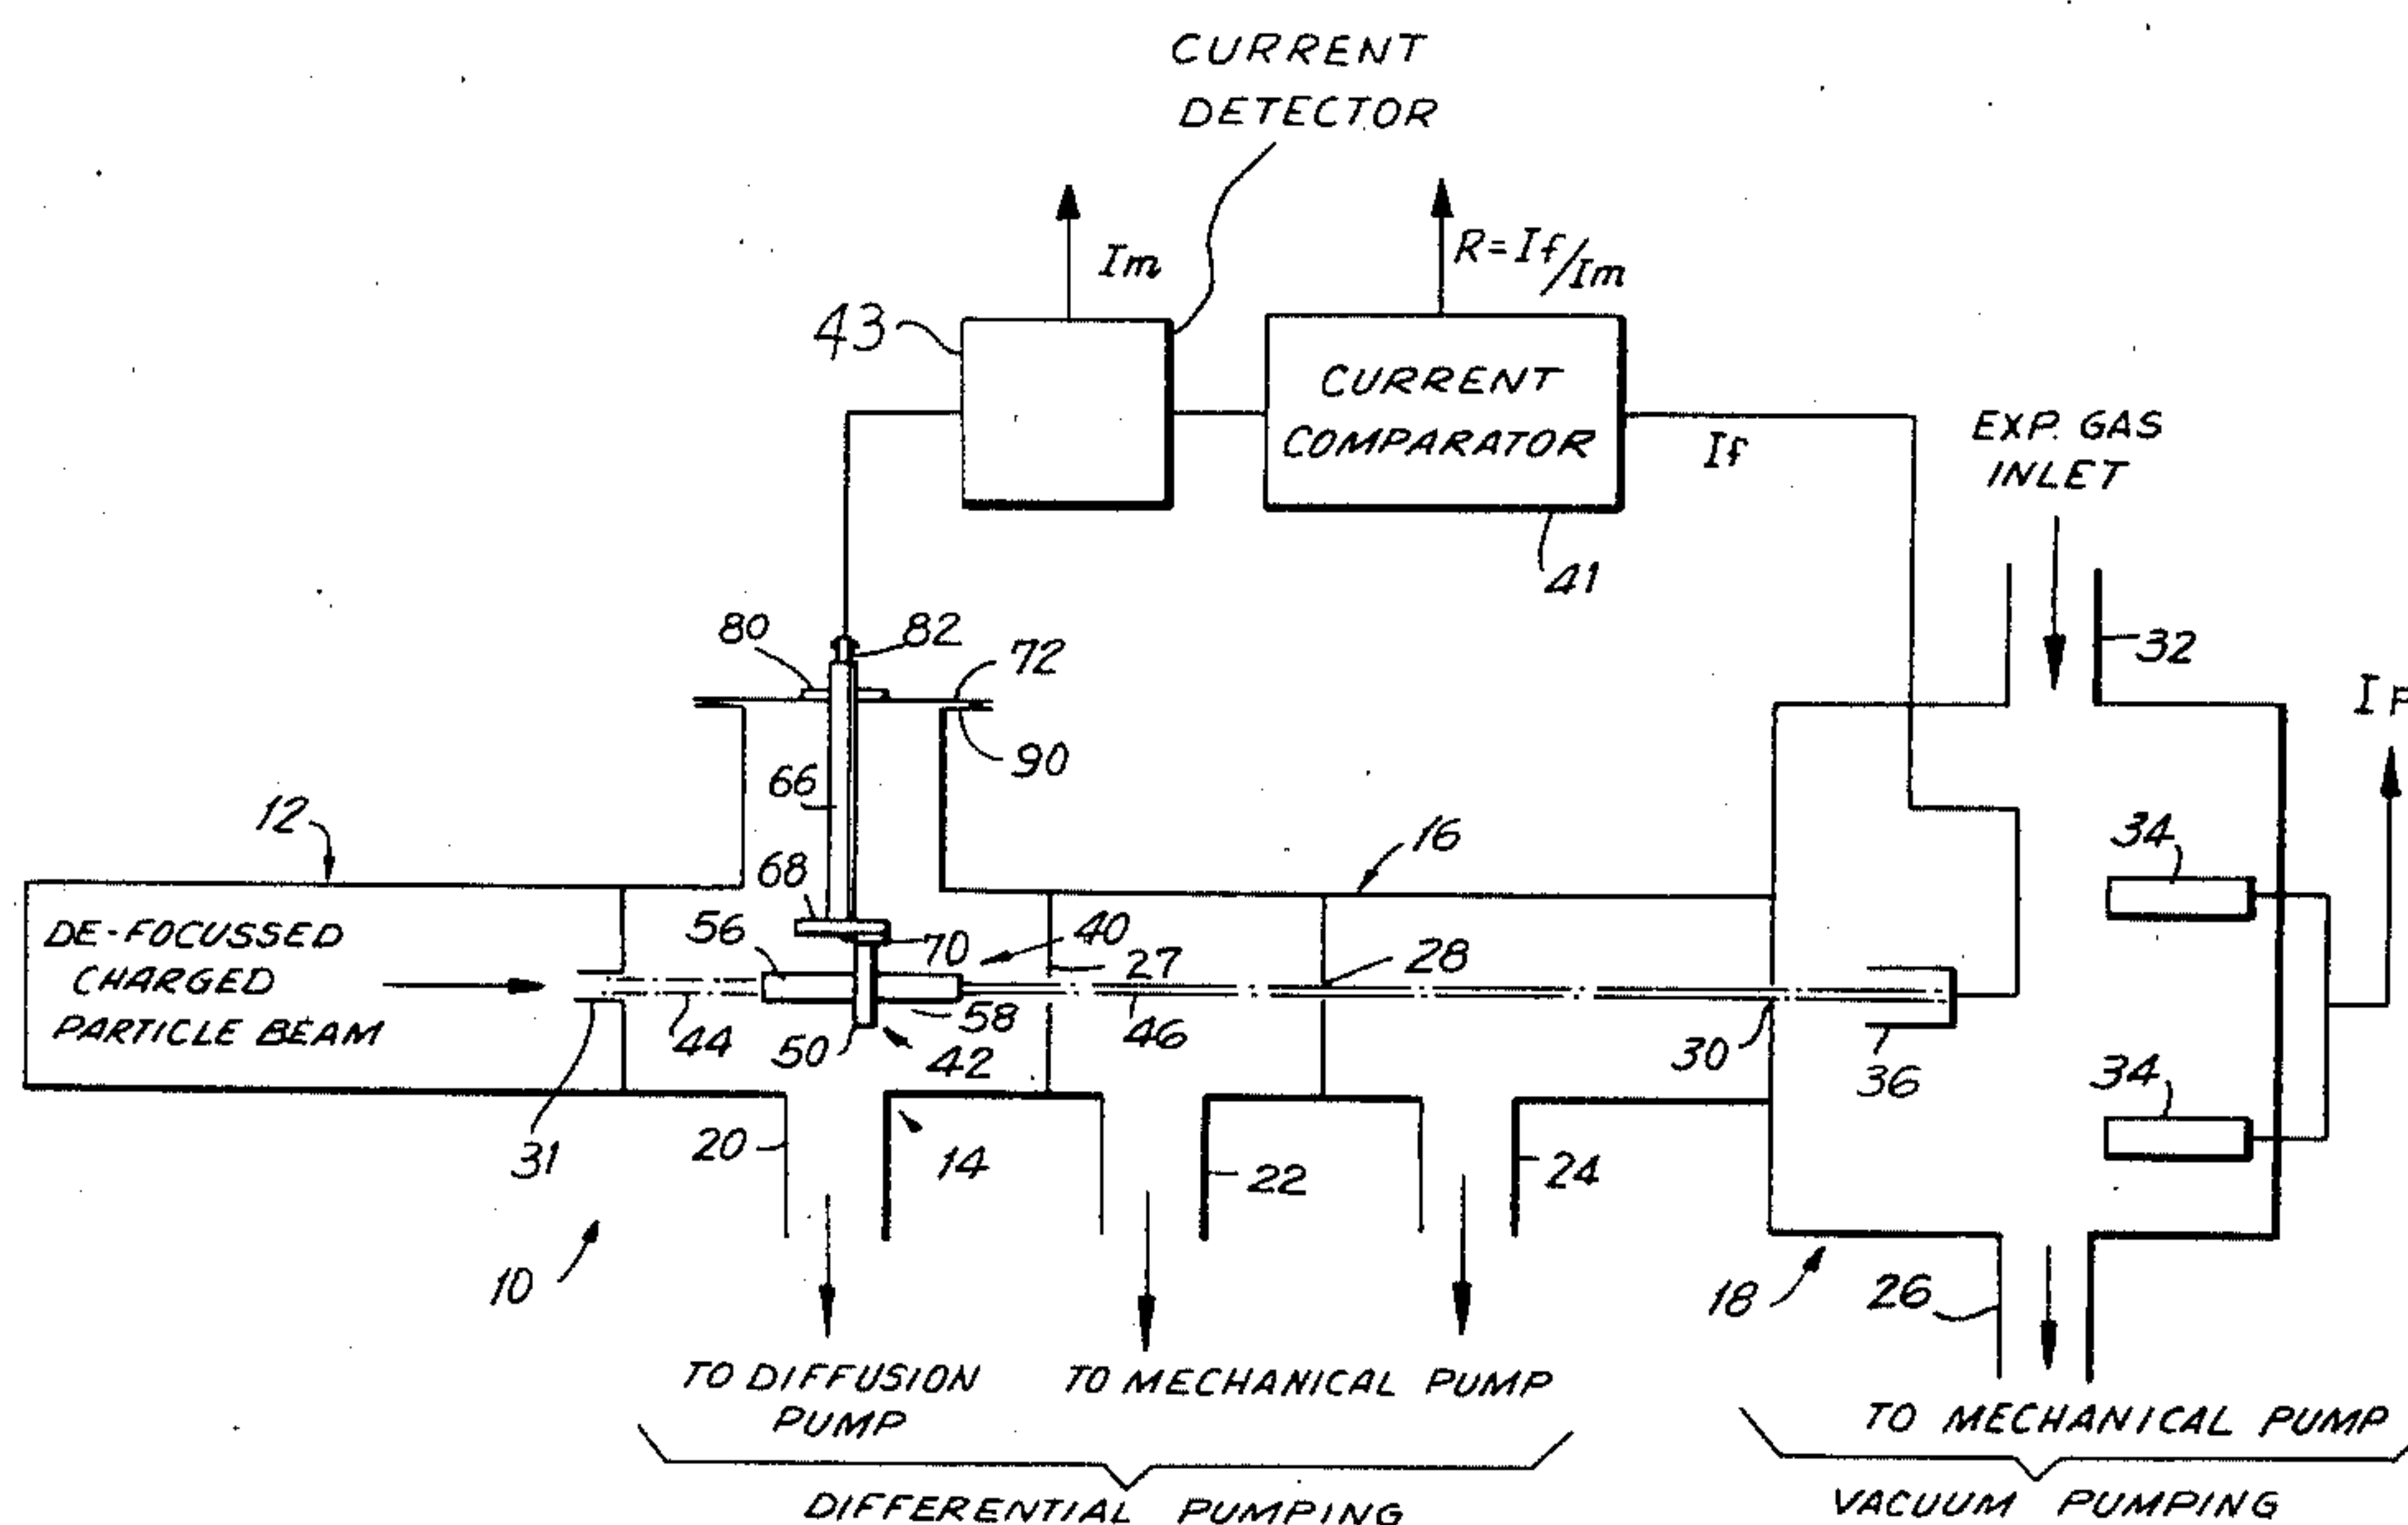 CURRENT
DETECTOR
Im
R=If/Im
43
CURRENT
COMPARATOR
If
EXP. GAS
INLET
41
80
82
72
32
90
66
12
68
16
34
56
70
40
27
28
DE-FOCUSSED
CHARGED
PARTICLE BEAM
44
50
58
42
46
30
36
34
31
20
14
22
24
10
18
26
TO DIFFUSION
PUMP
TO MECHANICAL PUMP
TO MECHANICAL PUMP
DIFFERENTIAL PUMPING
VACUUM PUMPING